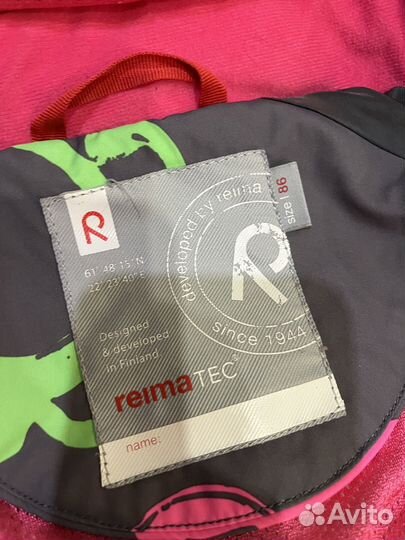 R
61° 48' 15" N
22° 23' 49" E
Designed
& developed
in Finland
reimaTEC®
name:
developed by reima
R
since 1944
size | 86
Avito